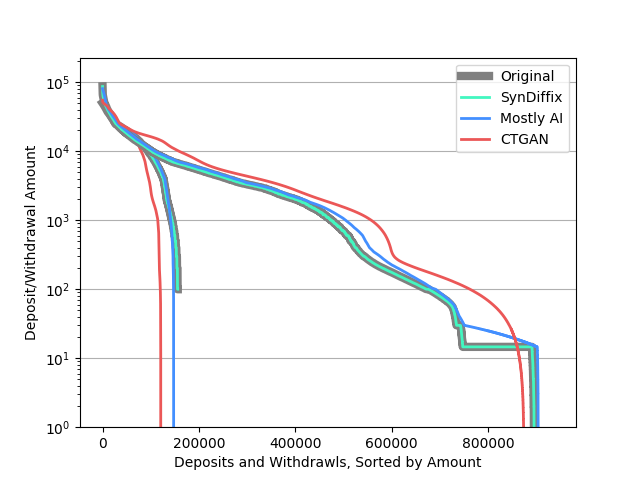 Original
SynDiffix
Mostly AI
CTGAN
Deposit/Withdrawal Amount
10^5
10^4
10^3
10^2
10^1
10^0
0 200000 400000 600000 800000
Deposits and Withdrawls, Sorted by Amount